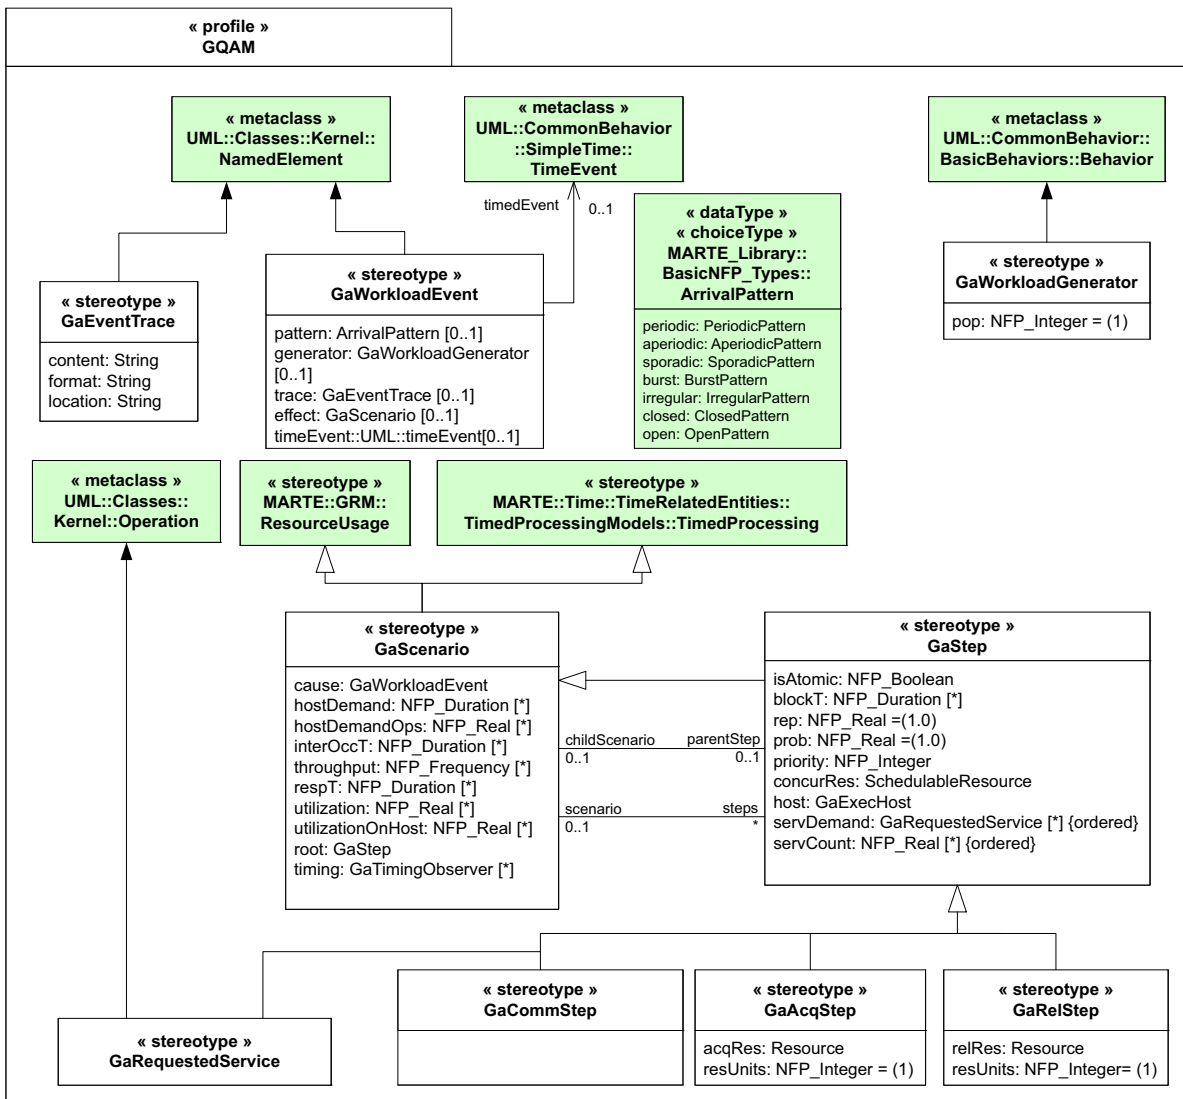 « profile »
GQAM
« metaclass »
UML::Classes::Kernel::
NamedElement
« metaclass »
UML::CommonBehavior
::SimpleTime::
TimeEvent
« metaclass »
UML::CommonBehavior::
BasicBehaviors::Behavior
timedEvent
0..1
« dataType »
« choiceType »
MARTE_Library::
BasicNFP_Types::
ArrivalPattern
periodic: PeriodicPattern
aperiodic: AperiodicPattern
sporadic: SporadicPattern
burst: BurstPattern
irregular: IrregularPattern
closed: ClosedPattern
open: OpenPattern
« stereotype »
GaWorkloadGenerator
pop: NFP_Integer = (1)
« stereotype »
GaEventTrace
content: String
format: String
location: String
« stereotype »
GaWorkloadEvent
pattern: ArrivalPattern [0..1]
generator: GaWorkloadGenerator
[0..1]
trace: GaEventTrace [0..1]
effect: GaScenario [0..1]
timeEvent::UML::timeEvent[0..1]
« metaclass »
UML::Classes::
Kernel::Operation
« stereotype »
MARTE::GRM::
ResourceUsage
« stereotype »
MARTE::Time::TimeRelatedEntities::
TimedProcessingModels::TimedProcessing
« stereotype »
GaScenario
cause: GaWorkloadEvent
hostDemand: NFP_Duration [*]
hostDemandOps: NFP_Real [*]
interOccT: NFP_Duration [*]
throughput: NFP_Frequency [*]
respT: NFP_Duration [*]
utilization: NFP_Real [*]
utilizationOnHost: NFP_Real [*]
root: GaStep
timing: GaTimingObserver [*]
childScenario
0..1
parentStep
0..1
scenario
0..1
steps
*
« stereotype »
GaStep
isAtomic: NFP_Boolean
blockT: NFP_Duration [*]
rep: NFP_Real =(1.0)
prob: NFP_Real =(1.0)
priority: NFP_Integer
concurRes: SchedulableResource
host: GaExecHost
servDemand: GaRequestedService [*] {ordered}
servCount: NFP_Real [*] {ordered}
« stereotype »
GaRequestedService
« stereotype »
GaCommStep
« stereotype »
GaAcqStep
acqRes: Resource
resUnits: NFP_Integer = (1)
« stereotype »
GaRelStep
relRes: Resource
resUnits: NFP_Integer= (1)